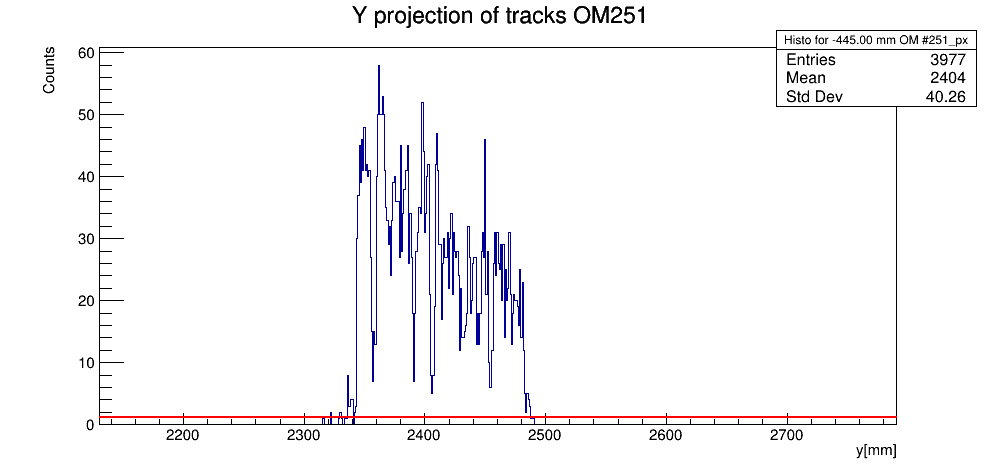 Y projection of tracks OM251
Histo for -445.00 mm OM #251_px
Entries 3977
Mean 2404
Std Dev 40.26
Counts
60
50
40
30
20
10
0
2200 2300 2400 2500 2600 2700
y[mm]